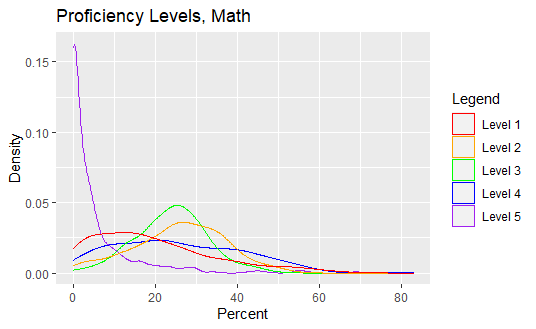 Proficiency Levels, Math
0.15
0.10
0.05
0.00
Density
0 20 40 60 80
Percent
Legend
Level 1
Level 2
Level 3
Level 4
Level 5